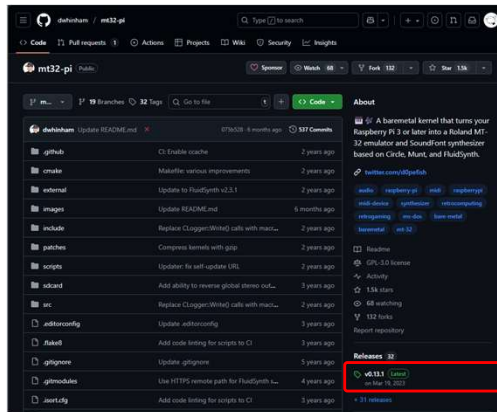 dwhinham / mt32-pi
Type / to search
Code Pull requests 1 Actions Projects Wiki Security Insights
mt32-pi Public
Sponsor Watch 68 Fork 132 Star 1.5k
m... 19 Branches 32 Tags Go to file t + Code
dwhinham Update README.md 6 months ago 537 Commits
.github CI: Enable ccache 2 years ago
cmake Makefile: various improvements 2 years ago
external Update to FluidSynth v2.3.1 2 years ago
images Update README.md 6 months ago
include Replace CLogger::Write() calls with macr... 2 years ago
patches Compress kernels with gzip 2 years ago
scripts Updater: fix self-update URL 2 years ago
sdcard Add ability to reverse global stereo out... 3 years ago
src Replace CLogger::Write() calls with macr... 2 years ago
.editorconfig Update .editorconfig 3 years ago
.flake8 Add code linting for scripts to CI 3 years ago
.gitignore Update .gitignore 5 years ago
.gitmodules Use HTTPS remote path for FluidSynth s... 4 years ago
.isort.cfg Add code linting for scripts to CI 3 years ago
About
A baremetal kernel that turns your
Raspberry Pi 3 or later into a Roland MT-
32 emulator and SoundFont synthesizer
based on Circle, Munt, and FluidSynth.
twitter.com/d0pefish
audio raspberry-pi midi raspberrypi
midi-device synthesizer retrocomputing
retrogaming ms-dos bare-metal
baremetal mt-32
Readme
GPL-3.0 license
Activity
1.5k stars
68 watching
132 forks
Report repository
Releases 32
v0.13.1 Latest
on Mar 19, 2023
+ 31 releases